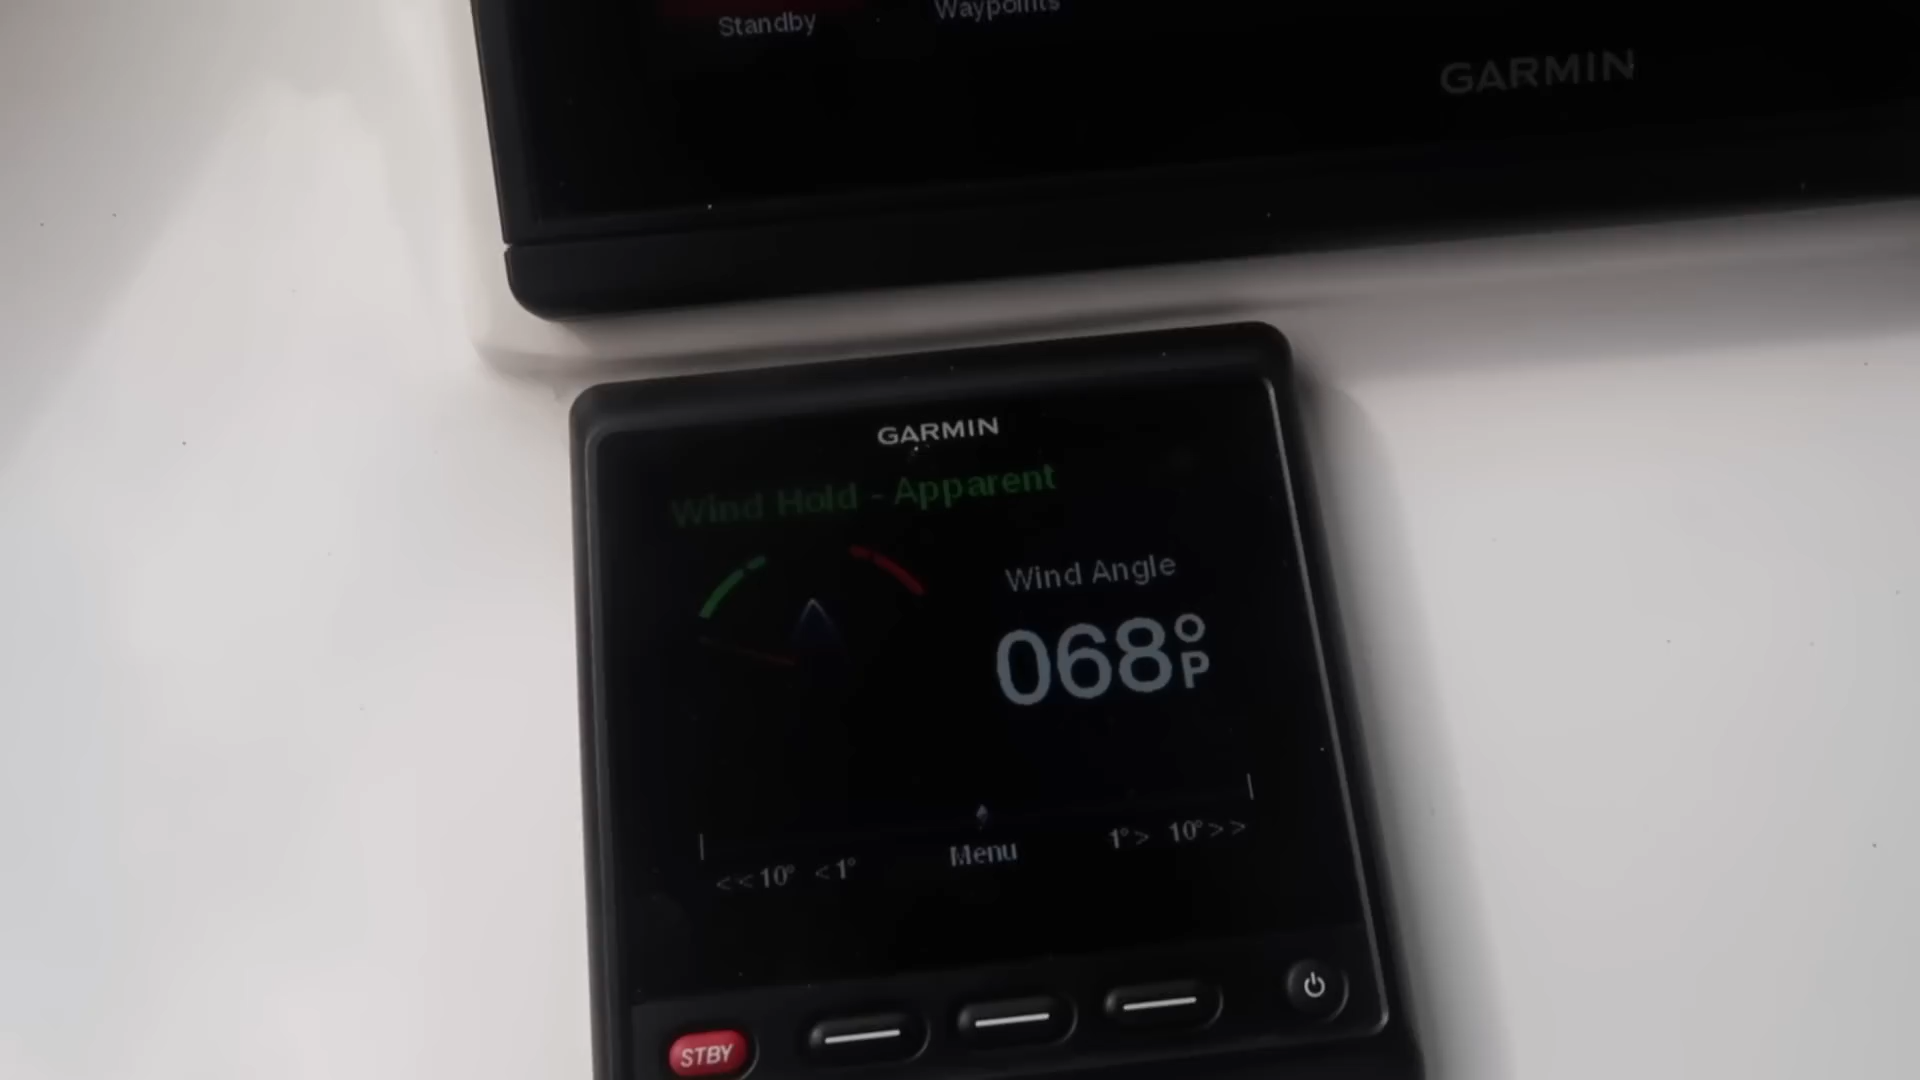 Standby
Waypoints
GARMIN
GARMIN
Wind Hold - Apparent
Wind Angle
068°P
<<10° <1°
Menu
1°> 10°>>
STBY